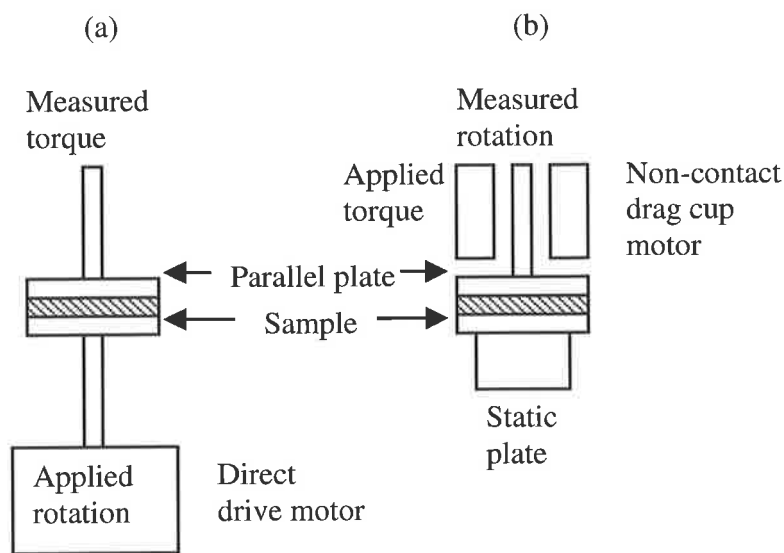 (a)
(b)
Measured
torque
Measured
rotation
Applied
torque
Non-contact
drag cup
motor
Parallel plate
Sample
Static
plate
Applied
rotation
Direct
drive motor